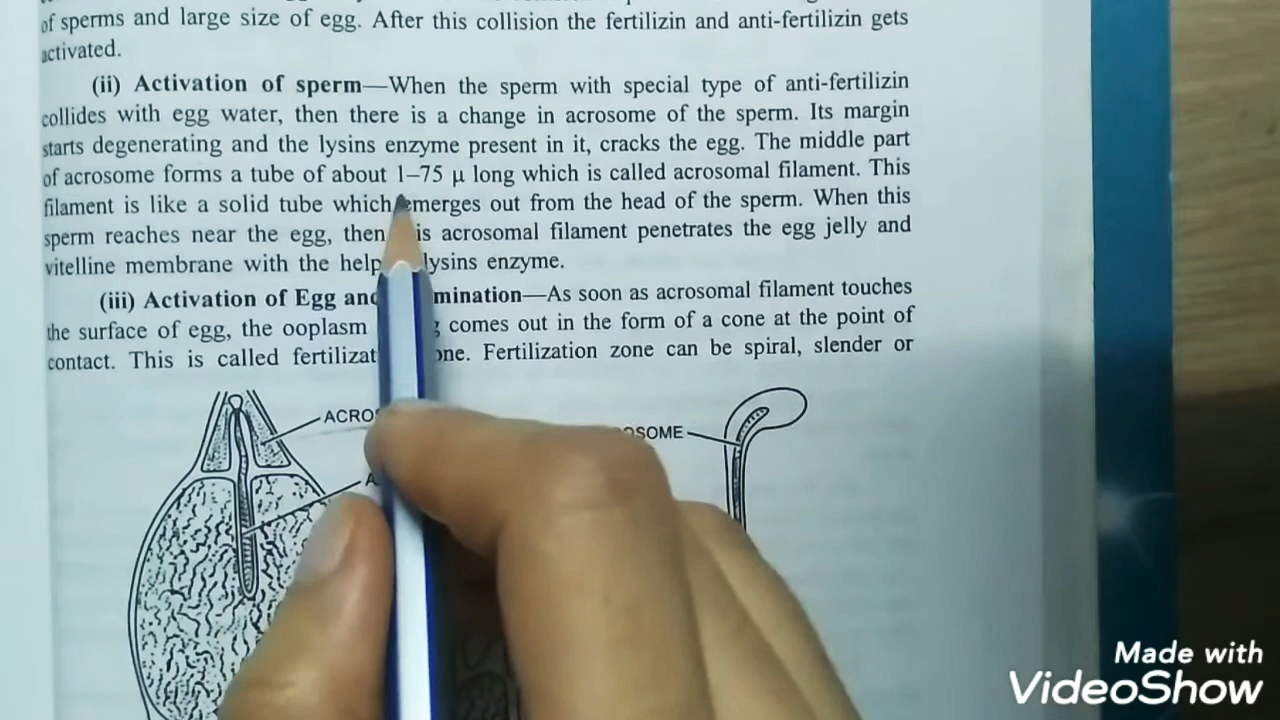 of sperms and large size of egg. After this collision the fertilizin and anti-fertilizin gets
activated.
(ii) Activation of sperm—When the sperm with special type of anti-fertilizin
collides with egg water, then there is a change in acrosome of the sperm. Its margin
starts degenerating and the lysins enzyme present in it, cracks the egg. The middle part
of acrosome forms a tube of about 1–75 μ long which is called acrosomal filament. This
filament is like a solid tube which emerges out from the head of the sperm. When this
sperm reaches near the egg, then is acrosomal filament penetrates the egg jelly and
vitelline membrane with the help lysins enzyme.
(iii) Activation of Egg and mination—As soon as acrosomal filament touches
the surface of egg, the ooplasm comes out in the form of a cone at the point of
contact. This is called fertilizat one. Fertilization zone can be spiral, slender or
ACRO
OSOME
A
Made with
VideoShow